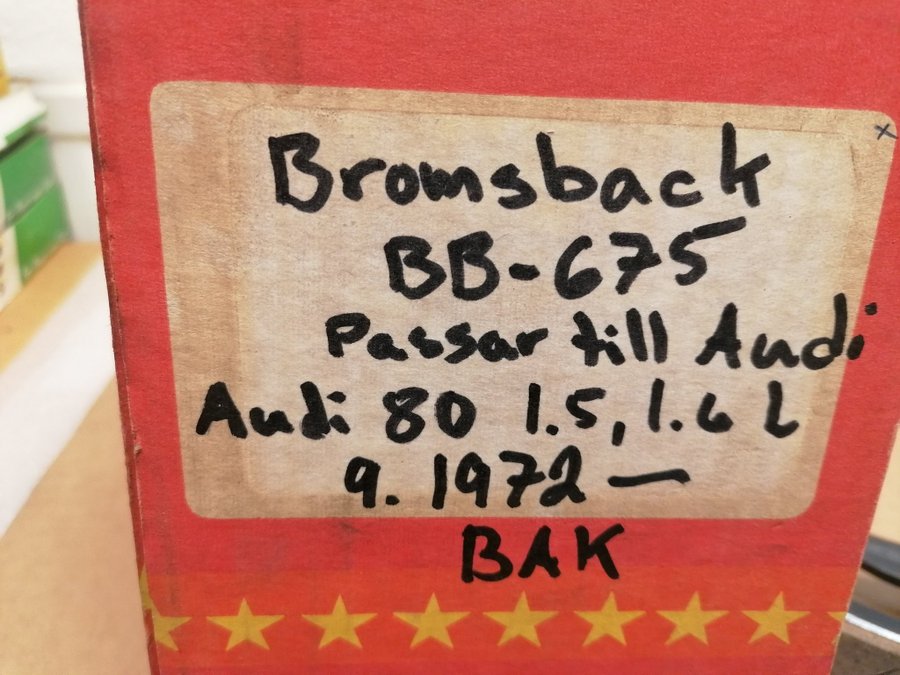 Bromsback
BB-675
Passar till Audi
Audi 80 1.5, 1.6 L
9. 1972 —
BAK